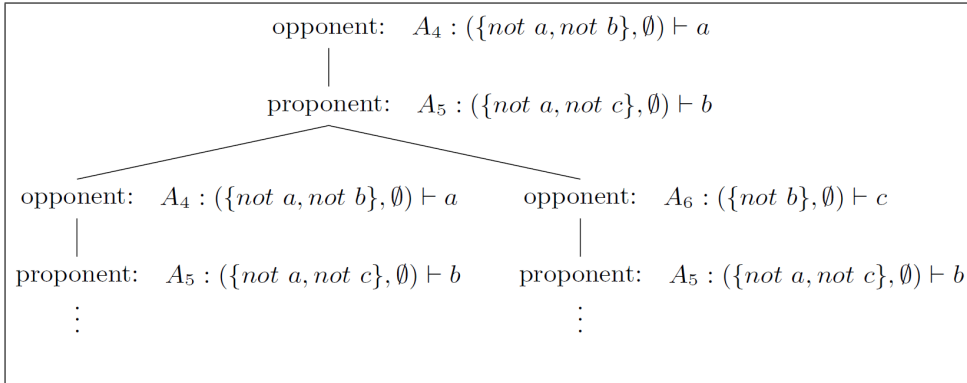 opponent: A₄ : ({not a, not b}, ∅) ⊢ a
proponent: A₅ : ({not a, not c}, ∅) ⊢ b
opponent: A₄ : ({not a, not b}, ∅) ⊢ a opponent: A₆ : ({not b}, ∅) ⊢ c
proponent: A₅ : ({not a, not c}, ∅) ⊢ b proponent: A₅ : ({not a, not c}, ∅) ⊢ b
⋮ ⋮